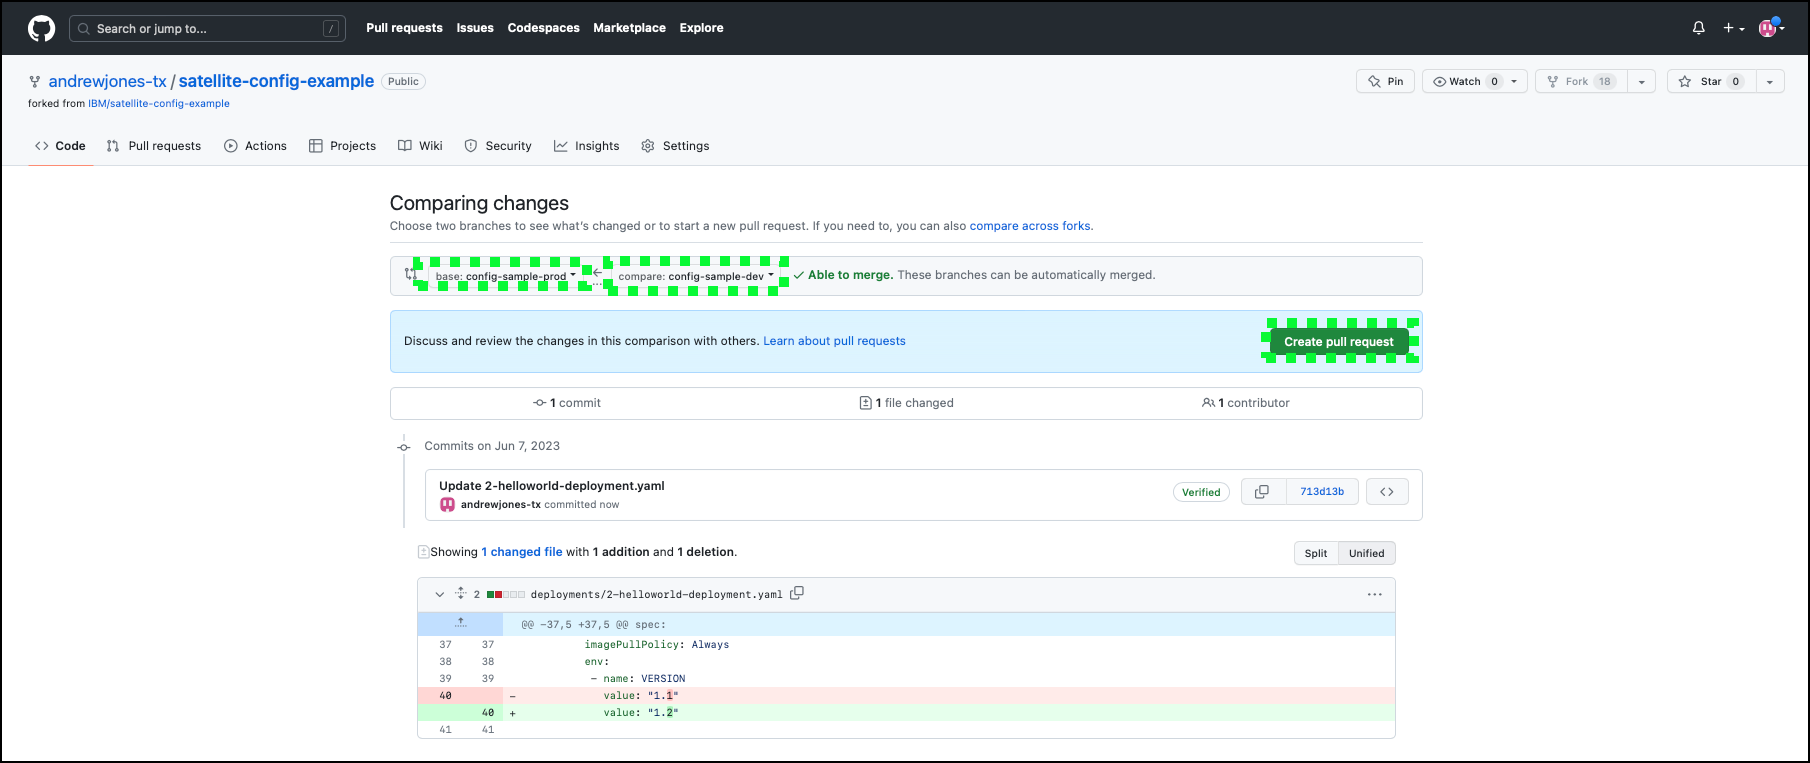 Search or jump to... / Pull requests Issues Codespaces Marketplace Explore
andrewjones-tx / satellite-config-example Public Pin Watch 0 Fork 18 Star 0
forked from IBM/satellite-config-example
Code Pull requests Actions Projects Wiki Security Insights Settings
Comparing changes
Choose two branches to see what's changed or to start a new pull request. If you need to, you can also compare across forks.
base: config-sample-prod compare: config-sample-dev Able to merge. These branches can be automatically merged.
Discuss and review the changes in this comparison with others. Learn about pull requests Create pull request
1 commit 1 file changed 1 contributor
Commits on Jun 7, 2023
Update 2-helloworld-deployment.yaml
andrewjones-tx committed now
Verified 713d13b
Showing 1 changed file with 1 addition and 1 deletion. Split Unified
2 deployments/2-helloworld-deployment.yaml
@@ -37,5 +37,5 @@ spec:
37 37 imagePullPolicy: Always
38 38 env:
39 39 - name: VERSION
40 - value: "1.1"
40 + value: "1.2"
41 41